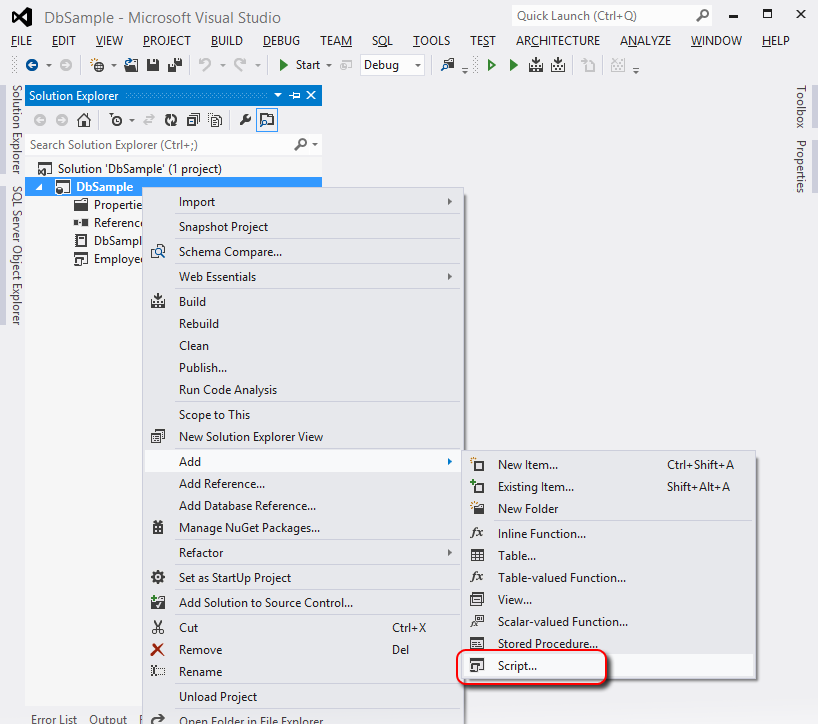 DbSample - Microsoft Visual Studio
Quick Launch (Ctrl+Q)
FILE EDIT VIEW PROJECT BUILD DEBUG TEAM SQL TOOLS TEST ARCHITECTURE ANALYZE WINDOW HELP
Start Debug
Solution Explorer
SQL Server Object Explorer
Solution Explorer
Search Solution Explorer (Ctrl+;)
Solution 'DbSample' (1 project)
DbSample
Propertie
Referenc
DbSampl
Employe
Import
Snapshot Project
Schema Compare...
Web Essentials
Build
Rebuild
Clean
Publish...
Run Code Analysis
Scope to This
New Solution Explorer View
Add
Add Reference...
Add Database Reference...
Manage NuGet Packages...
Refactor
Set as StartUp Project
Add Solution to Source Control...
Cut Ctrl+X
Remove Del
Rename
Unload Project
Open Folder in File Explorer
New Item... Ctrl+Shift+A
Existing Item... Shift+Alt+A
New Folder
Inline Function...
Table...
Table-valued Function...
View...
Scalar-valued Function...
Stored Procedure...
Script...
Toolbox
Properties
Error List Output